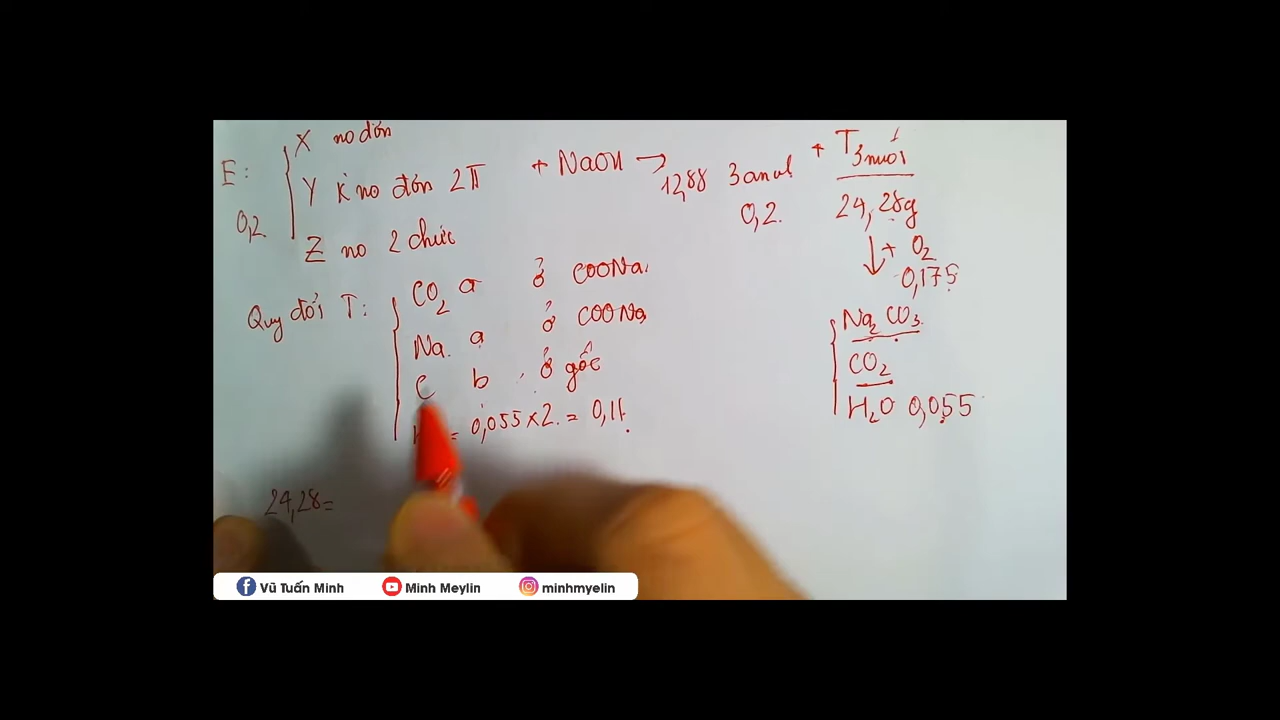 X no đơn
E:
Y k no đơn 2π + NaOH → 12,88 3 ancol + T 3 muối
0,2
Z no 2 chức
0,2.
24,28g
↓ + O2
0,175
Quy đổi T:
CO2 a ở COONa
Na a ở COONa
C b ở gốc
= 0,055 x 2 = 0,11
Na2CO3
CO2
H2O 0,055
24,28 =
Vũ Tuấn Minh
Minh Meylin
minhmyelin